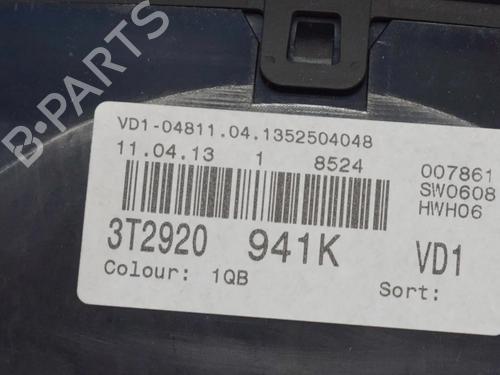 B-PARTS
VD1-04811.04.1352504048
11.04.13 1 8524
007861
SW0608
HWH06
3T2920 941K VD1
Colour: 1QB Sort: